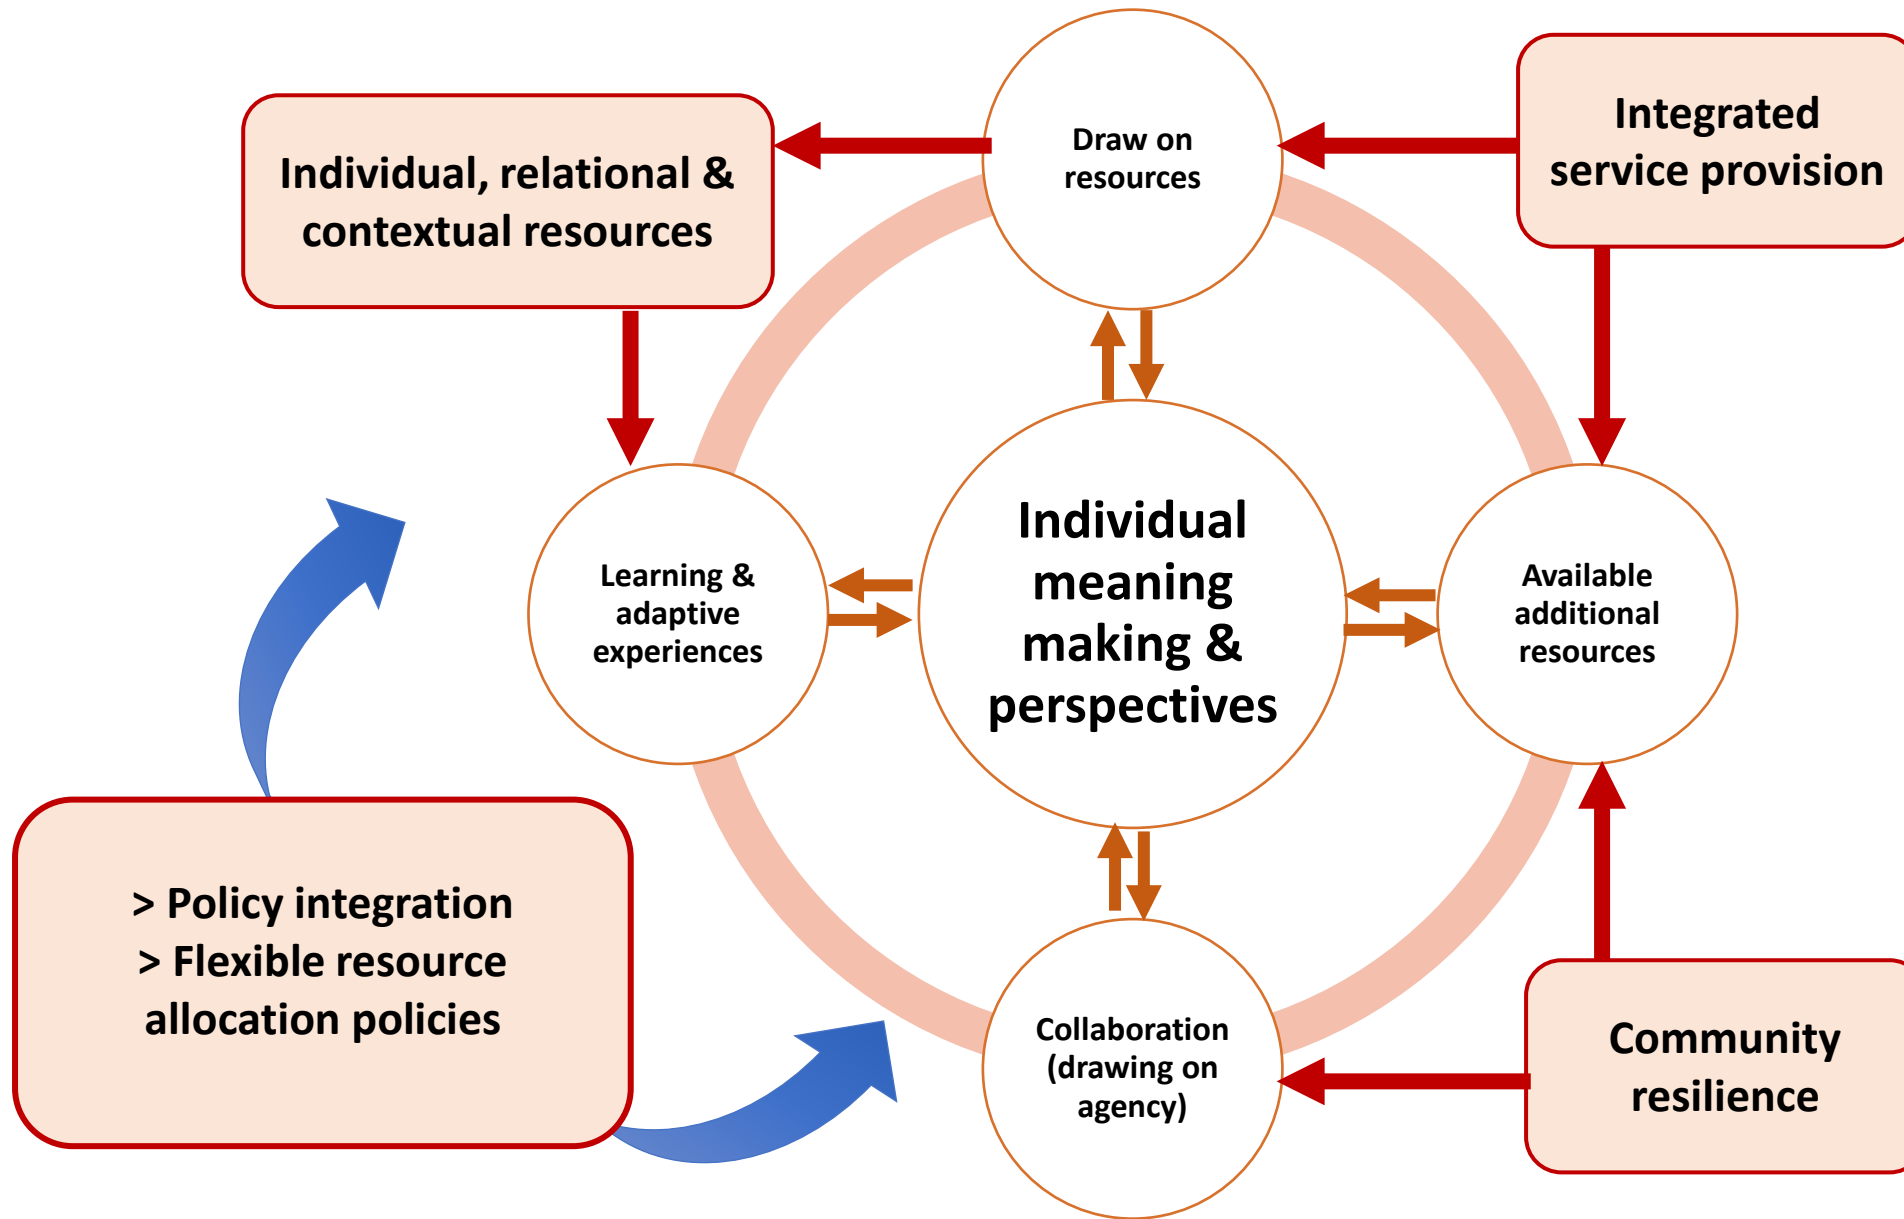 Draw on
resources
Integrated
service provision
Individual, relational &
contextual resources
Individual
meaning
making &
perspectives
Learning &
adaptive
experiences
Available
additional
resources
> Policy integration
> Flexible resource
allocation policies
Collaboration
(drawing on
agency)
Community
resilience